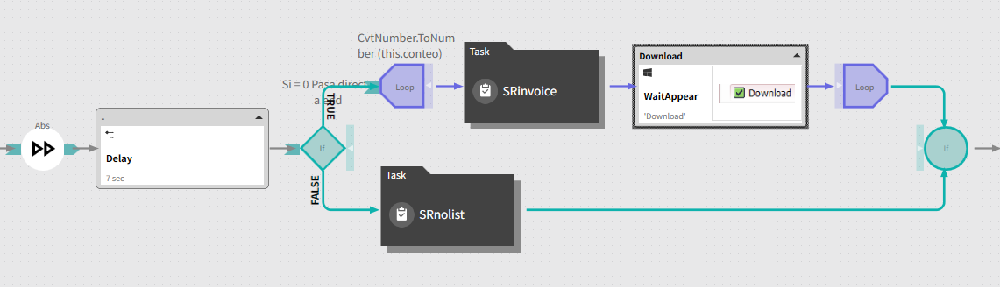 CvtNumber.ToNum
ber (this.conteo)
Task
SRinvoice
Download
WaitAppear
'Download'
Download
Loop
Loop
Si = 0 Pasa direct
TRUE
Abs
-
Delay
7 sec
If
If
FALSE
Task
SRnolist